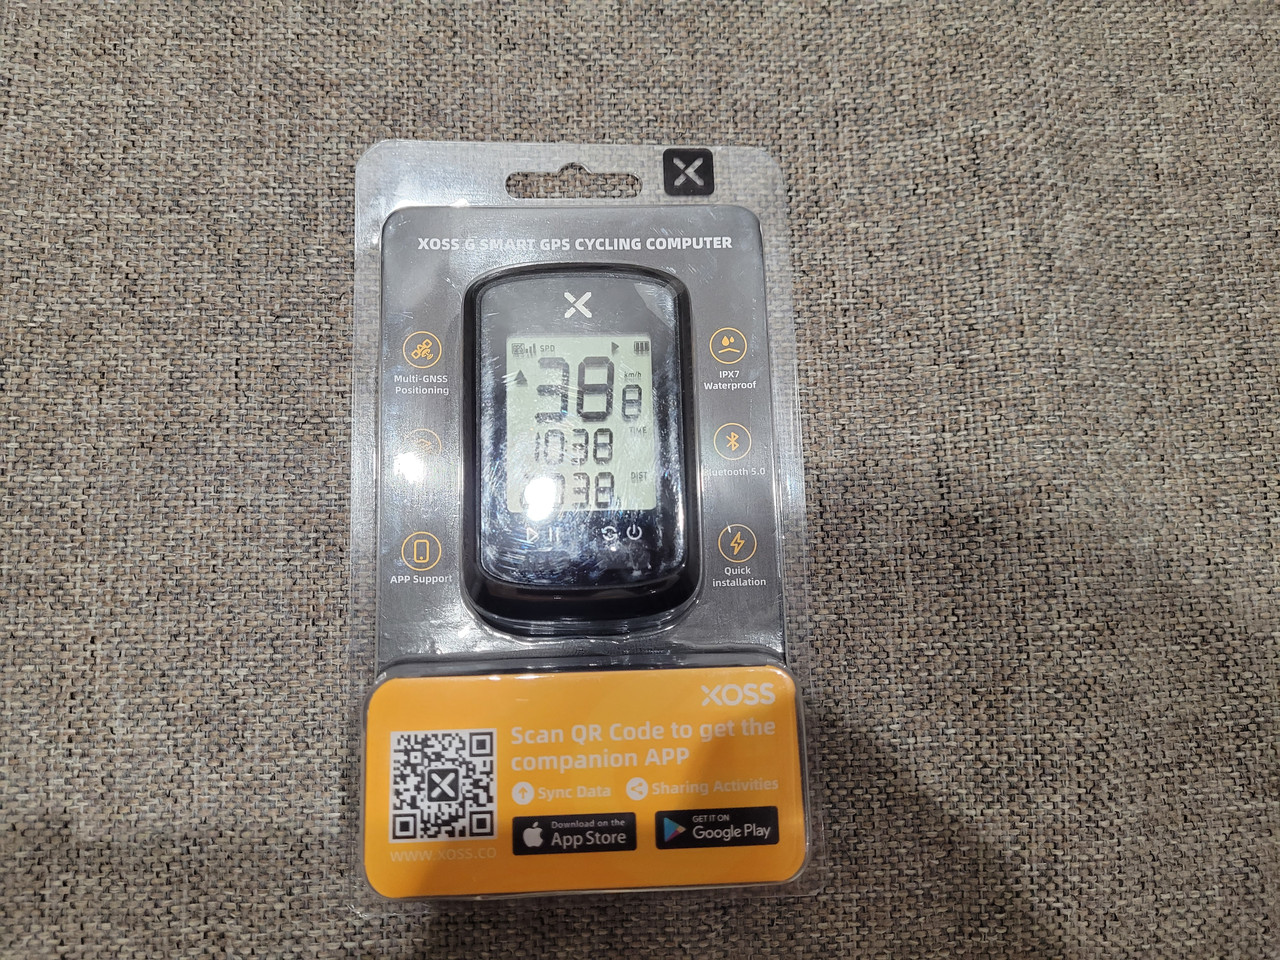 XOSS G SMART GPS CYCLING COMPUTER
SPD
38 8
km/h
TIME
1038
DIST
38
Multi-GNSS
Positioning
APP Support
IPX7
Waterproof
Bluetooth 5.0
Quick
installation
XOSS
Scan QR Code to get the
companion APP
Sync Data
Sharing Activities
www.xoss.co
Download on the
App Store
GET IT ON
Google Play